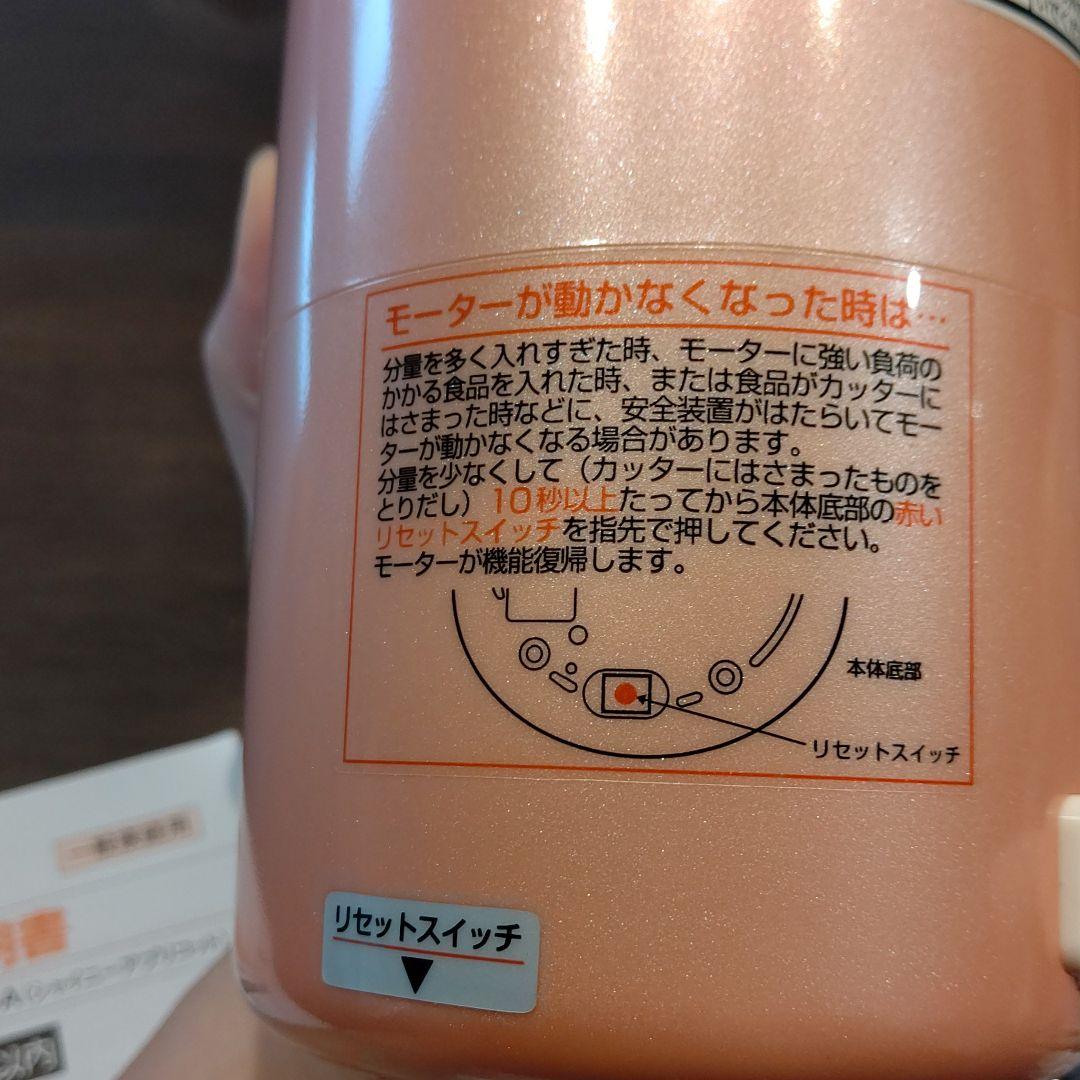 モーターが動かなくなった時は…
分量を多く入れすぎた時、モーターに強い負荷の
かかる食品を入れた時、または食品がカッターに
はさまった時などに、安全装置がはたらいてモー
ターが動かなくなる場合があります。
分量を少なくして（カッターにはさまったものを
とりだし）10秒以上たってから本体底部の赤い
リセットスイッチを指先で押してください。
モーターが機能復帰します。
本体底部
リセットスイッチ
リセットスイッチ
一般家庭用
明書
以内